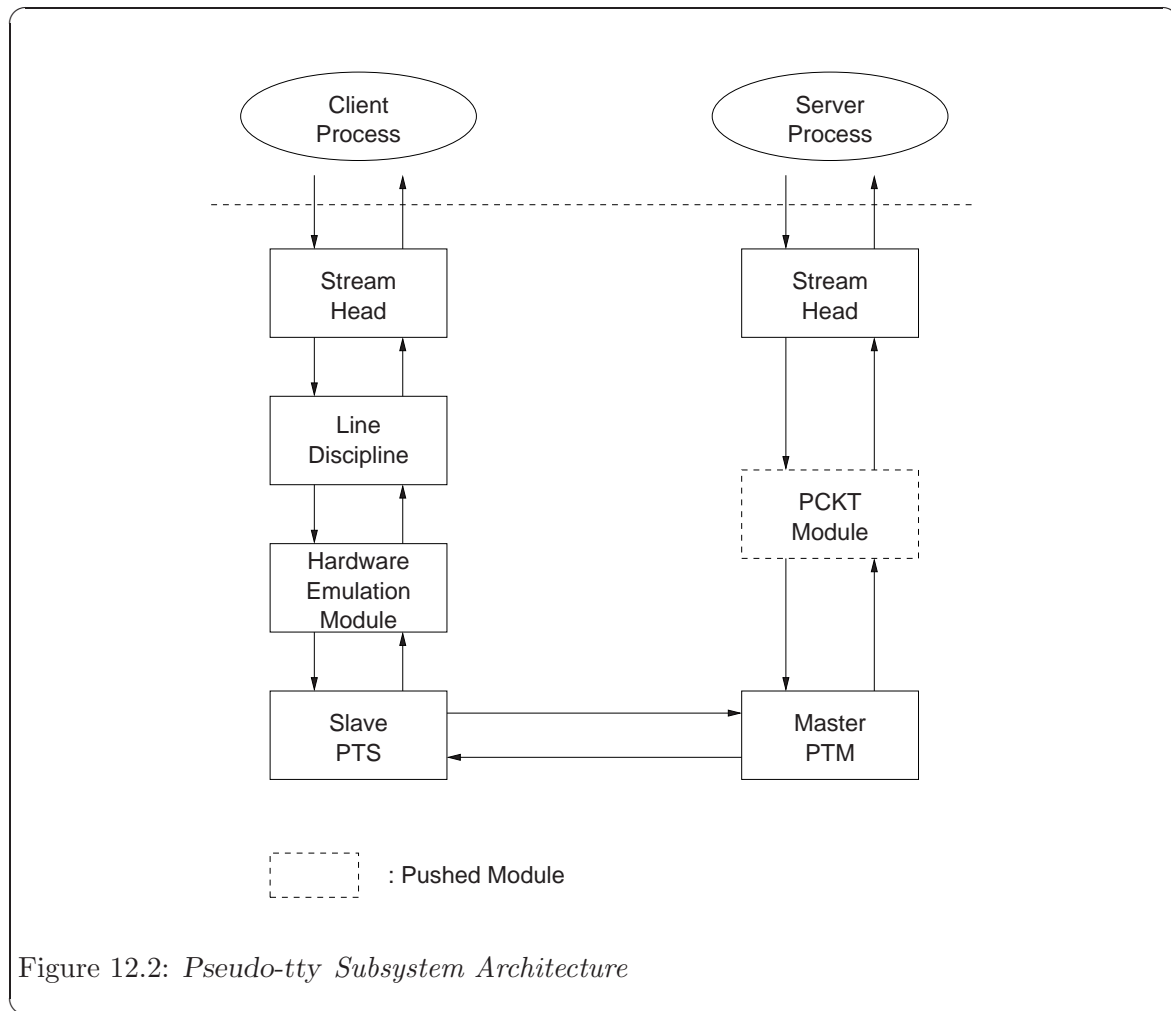 Client
Process
Server
Process
Stream
Head
Stream
Head
Line
Discipline
PCKT
Module
Hardware
Emulation
Module
Slave
PTS
Master
PTM
: Pushed Module
Figure 12.2: Pseudo-tty Subsystem Architecture